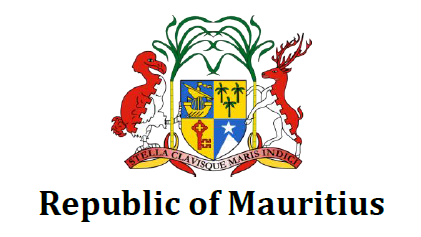 STELLA CLAVISQUE MARIS INDICI
Republic of Mauritius